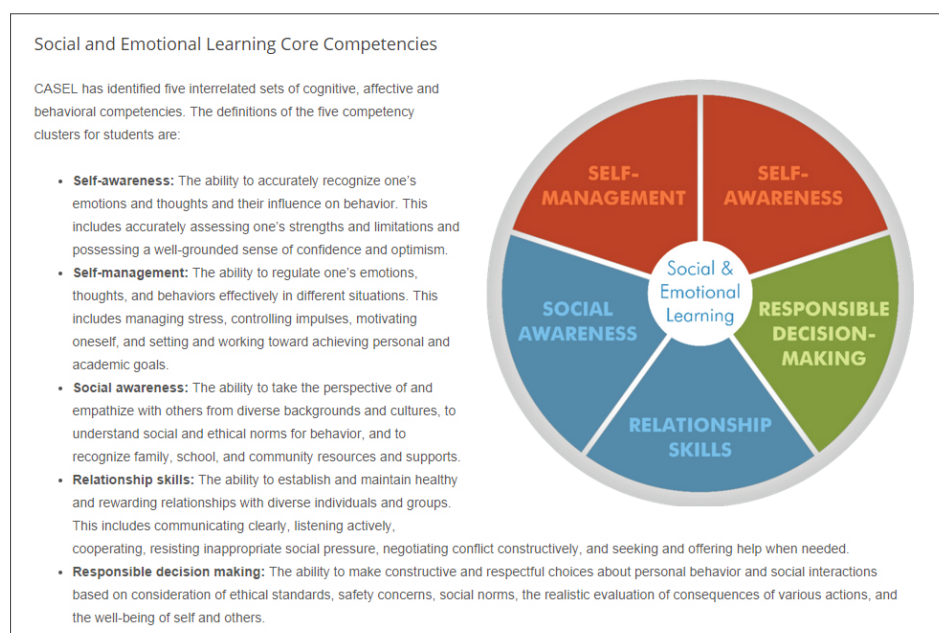 Social and Emotional Learning Core Competencies
CASEL has identified five interrelated sets of cognitive, affective and
behavioral competencies. The definitions of the five competency
clusters for students are:
• Self-awareness: The ability to accurately recognize one's
emotions and thoughts and their influence on behavior. This
includes accurately assessing one's strengths and limitations and
possessing a well-grounded sense of confidence and optimism.
• Self-management: The ability to regulate one's emotions,
thoughts, and behaviors effectively in different situations. This
includes managing stress, controlling impulses, motivating
oneself, and setting and working toward achieving personal and
academic goals.
• Social awareness: The ability to take the perspective of and
empathize with others from diverse backgrounds and cultures, to
understand social and ethical norms for behavior, and to
recognize family, school, and community resources and supports.
• Relationship skills: The ability to establish and maintain healthy
and rewarding relationships with diverse individuals and groups.
This includes communicating clearly, listening actively,
cooperating, resisting inappropriate social pressure, negotiating conflict constructively, and seeking and offering help when needed.
• Responsible decision making: The ability to make constructive and respectful choices about personal behavior and social interactions
based on consideration of ethical standards, safety concerns, social norms, the realistic evaluation of consequences of various actions, and
the well-being of self and others.
SELF-
MANAGEMENT
SELF-
AWARENESS
SOCIAL
AWARENESS
Social &
Emotional
Learning
RESPONSIBLE
DECISION-
MAKING
RELATIONSHIP
SKILLS